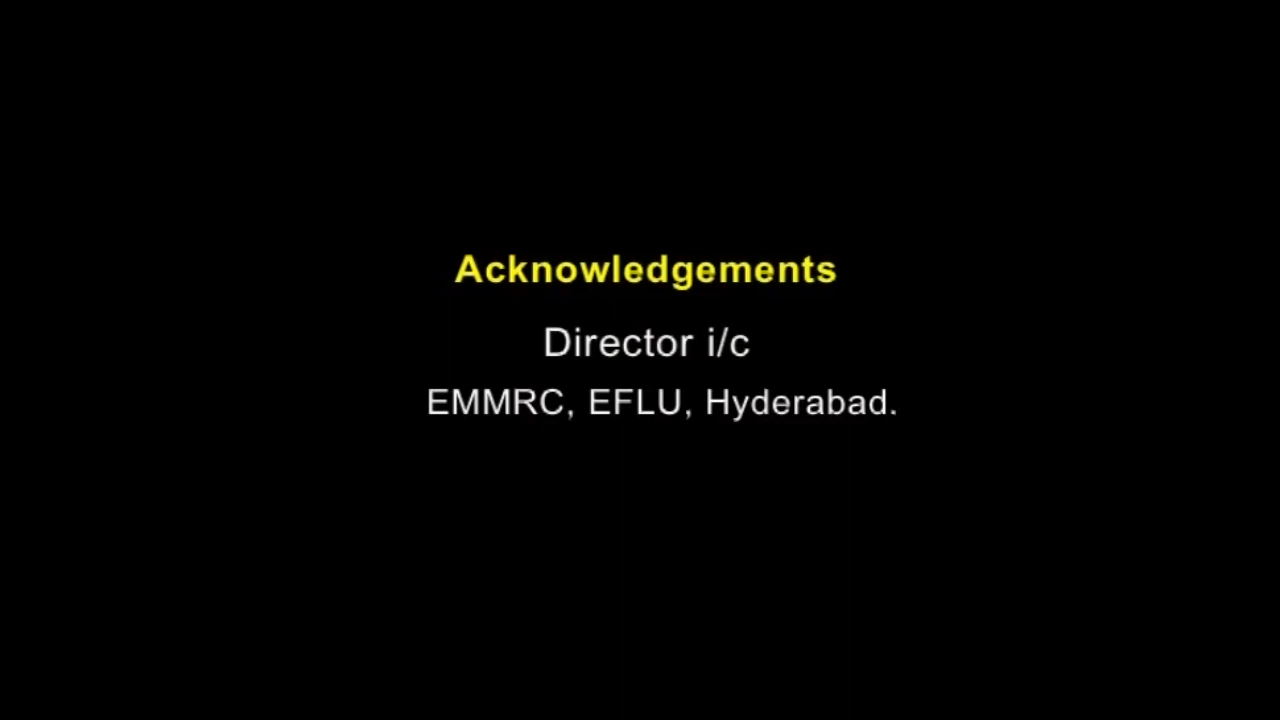 Acknowledgements
Director i/c
EMMRC, EFLU, Hyderabad.